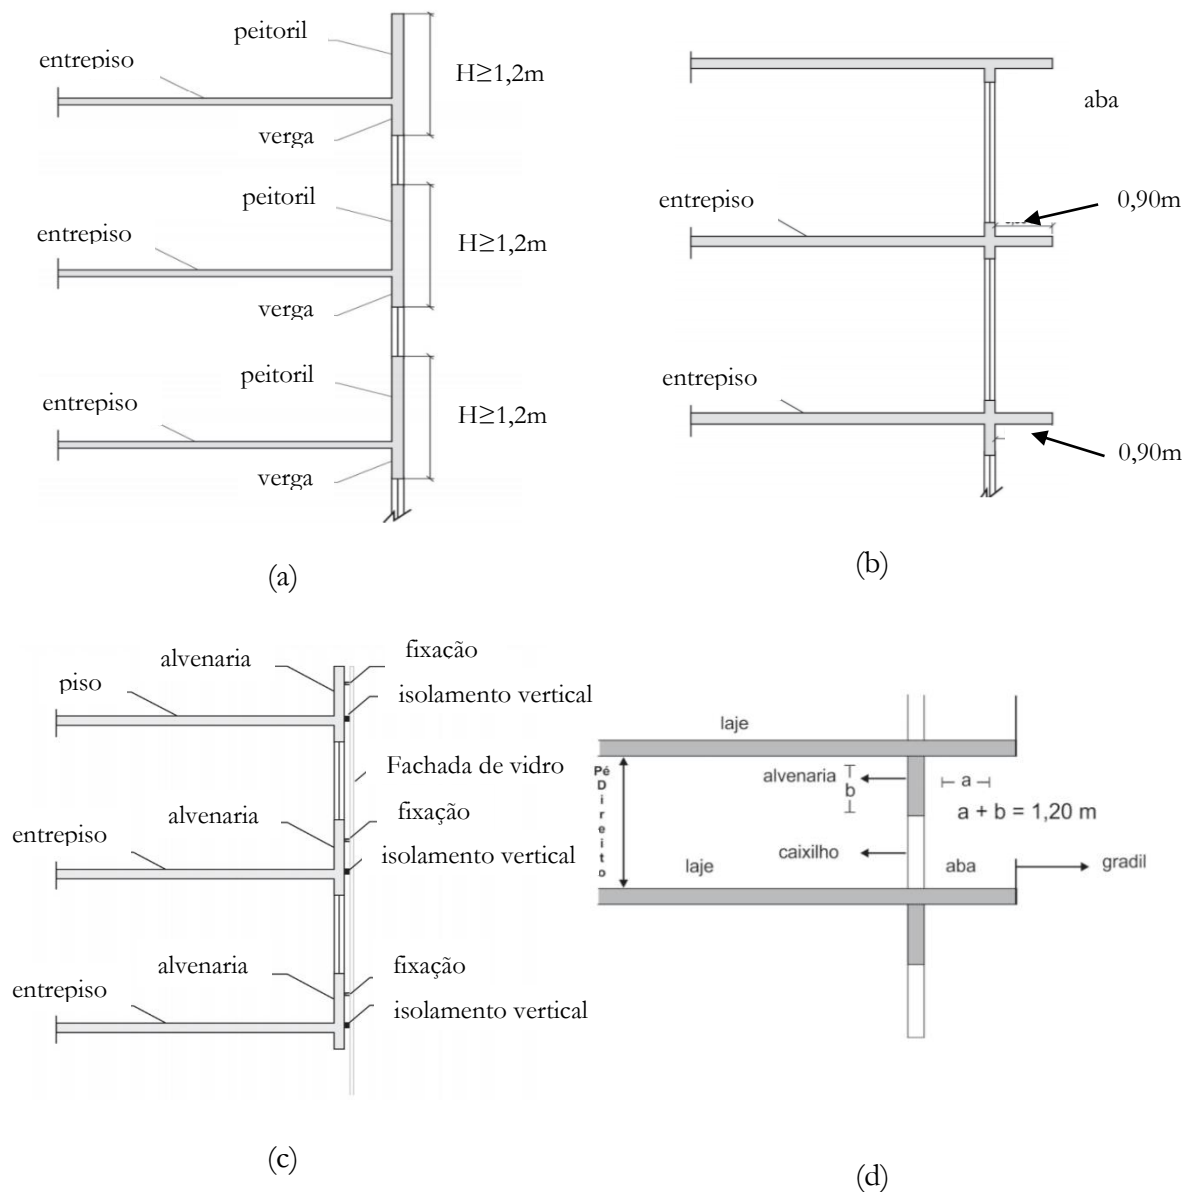 peitoril
entrepiso
H≥1,2m
verga
peitoril
entrepiso
H≥1,2m
verga
peitoril
entrepiso
H≥1,2m
verga
(a)
aba
entrepiso
0,90m
entrepiso
0,90m
(b)
alvenaria
fixação
piso
isolamento vertical
Fachada de vidro
alvenaria
fixação
entrepiso
isolamento vertical
alvenaria
fixação
entrepiso
isolamento vertical
(c)
laje
Pé Direito
alvenaria
b
a
a + b = 1,20 m
caixilho
laje
aba
gradil
(d)